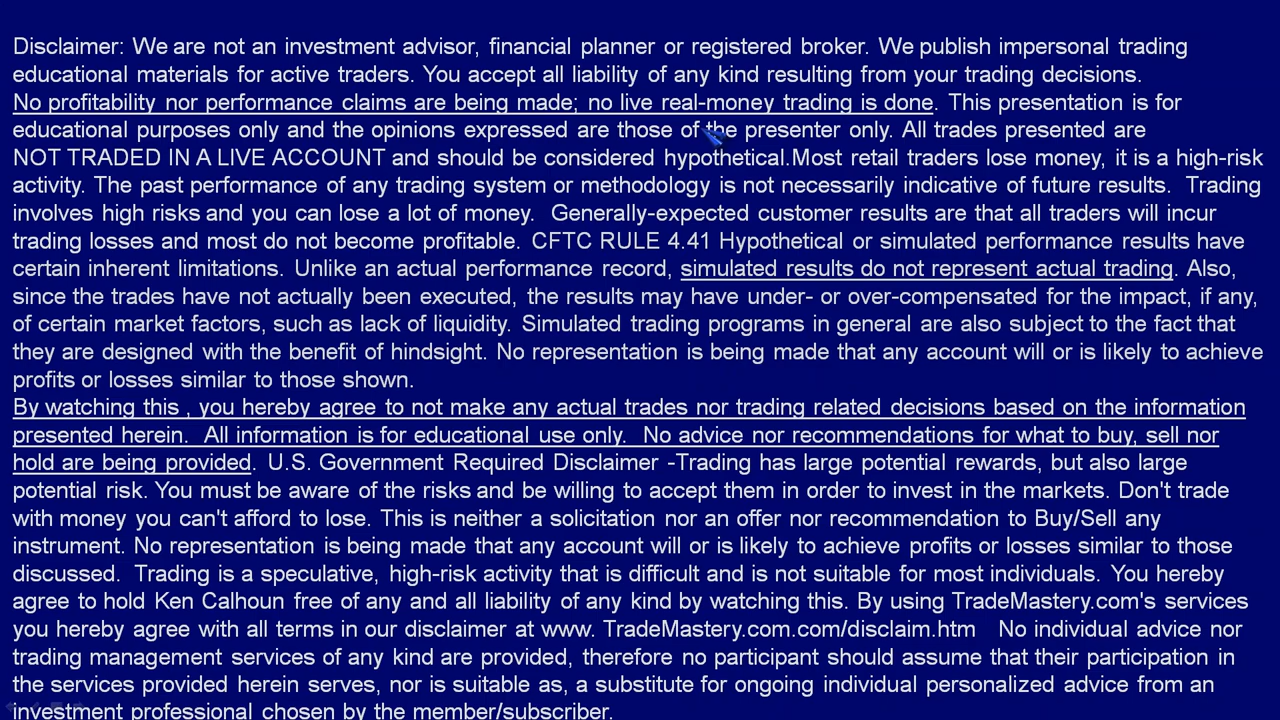 Disclaimer: We are not an investment advisor, financial planner or registered broker. We publish impersonal trading
educational materials for active traders. You accept all liability of any kind resulting from your trading decisions.
No profitability nor performance claims are being made; no live real-money trading is done. This presentation is for
educational purposes only and the opinions expressed are those of the presenter only. All trades presented are
NOT TRADED IN A LIVE ACCOUNT and should be considered hypothetical.Most retail traders lose money, it is a high-risk
activity. The past performance of any trading system or methodology is not necessarily indicative of future results.  Trading
involves high risks and you can lose a lot of money.  Generally-expected customer results are that all traders will incur
trading losses and most do not become profitable. CFTC RULE 4.41 Hypothetical or simulated performance results have
certain inherent limitations. Unlike an actual performance record, simulated results do not represent actual trading. Also,
since the trades have not actually been executed, the results may have under- or over-compensated for the impact, if any,
of certain market factors, such as lack of liquidity. Simulated trading programs in general are also subject to the fact that
they are designed with the benefit of hindsight. No representation is being made that any account will or is likely to achieve
profits or losses similar to those shown.
By watching this , you hereby agree to not make any actual trades nor trading related decisions based on the information
presented herein.  All information is for educational use only.  No advice nor recommendations for what to buy, sell nor
hold are being provided. U.S. Government Required Disclaimer -Trading has large potential rewards, but also large
potential risk. You must be aware of the risks and be willing to accept them in order to invest in the markets. Don't trade
with money you can't afford to lose. This is neither a solicitation nor an offer nor recommendation to Buy/Sell any
instrument. No representation is being made that any account will or is likely to achieve profits or losses similar to those
discussed.  Trading is a speculative, high-risk activity that is difficult and is not suitable for most individuals. You hereby
agree to hold Ken Calhoun free of any and all liability of any kind by watching this. By using TradeMastery.com's services
you hereby agree with all terms in our disclaimer at www. TradeMastery.com.com/disclaim.htm   No individual advice nor
trading management services of any kind are provided, therefore no participant should assume that their participation in
the services provided herein serves, nor is suitable as, a substitute for ongoing individual personalized advice from an
investment professional chosen by the member/subscriber.